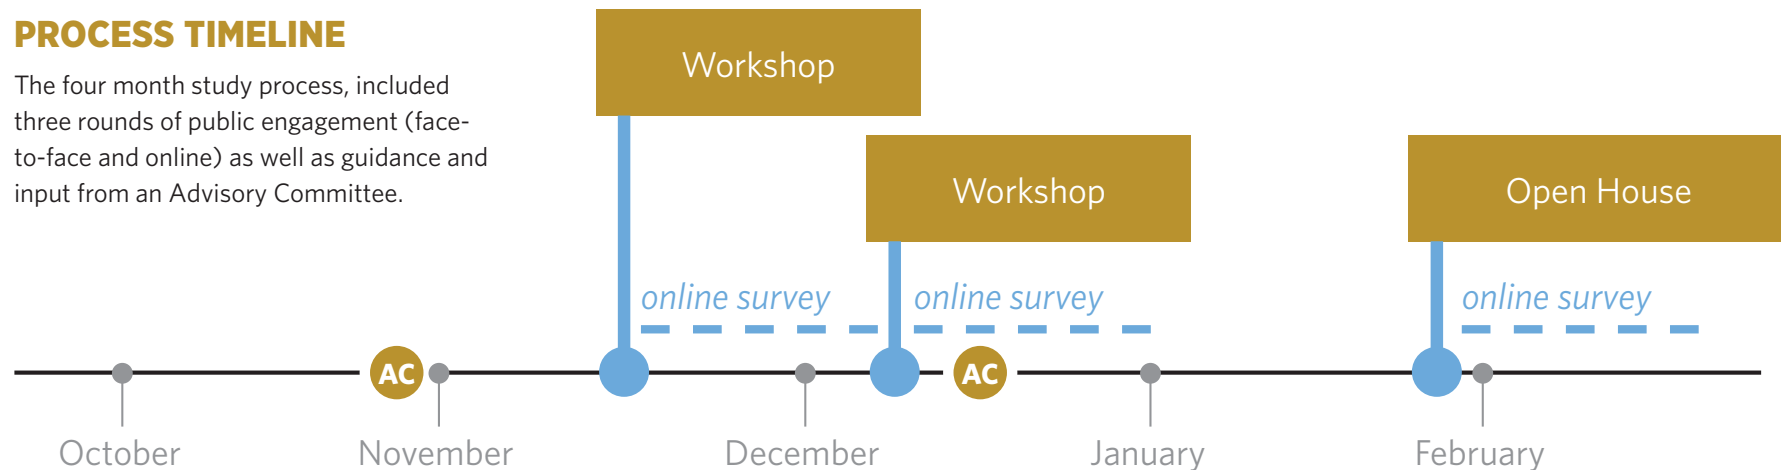 PROCESS TIMELINE
The four month study process, included
three rounds of public engagement (face-
to-face and online) as well as guidance and
input from an Advisory Committee.
Workshop
Workshop
Open House
online survey
online survey
online survey
AC
AC
October
November
December
January
February